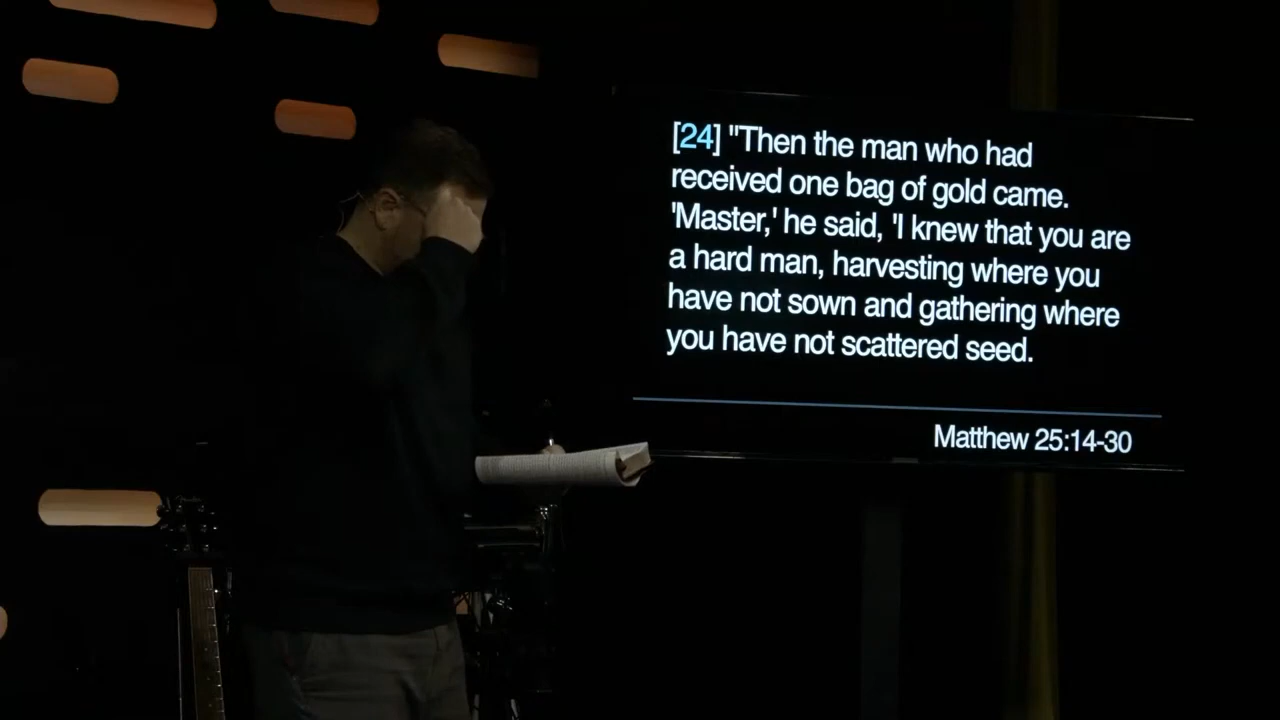 [24] "Then the man who had
received one bag of gold came.
'Master,' he said, 'I knew that you are
a hard man, harvesting where you
have not sown and gathering where
you have not scattered seed.
Matthew 25:14-30